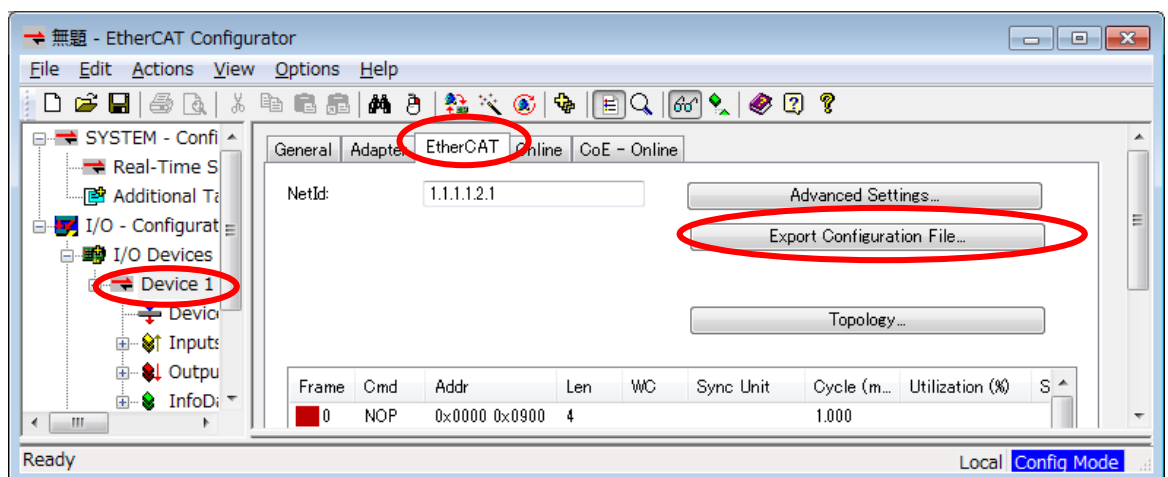 無題 - EtherCAT Configurator
File Edit Actions View Options Help
SYSTEM - Confi
Real-Time S
Additional Ta
I/O - Configurat
I/O Devices
Device 1
Devic
Inputs
Outpu
InfoDa
General Adapter EtherCAT Online CoE - Online
NetId: 1.1.1.1.2.1 Advanced Settings...
Export Configuration File...
Topology...
Frame Cmd Addr Len WC Sync Unit Cycle (m... Utilization (%) S
0 NOP 0x0000 0x0900 4 1.000
Ready Local Config Mode